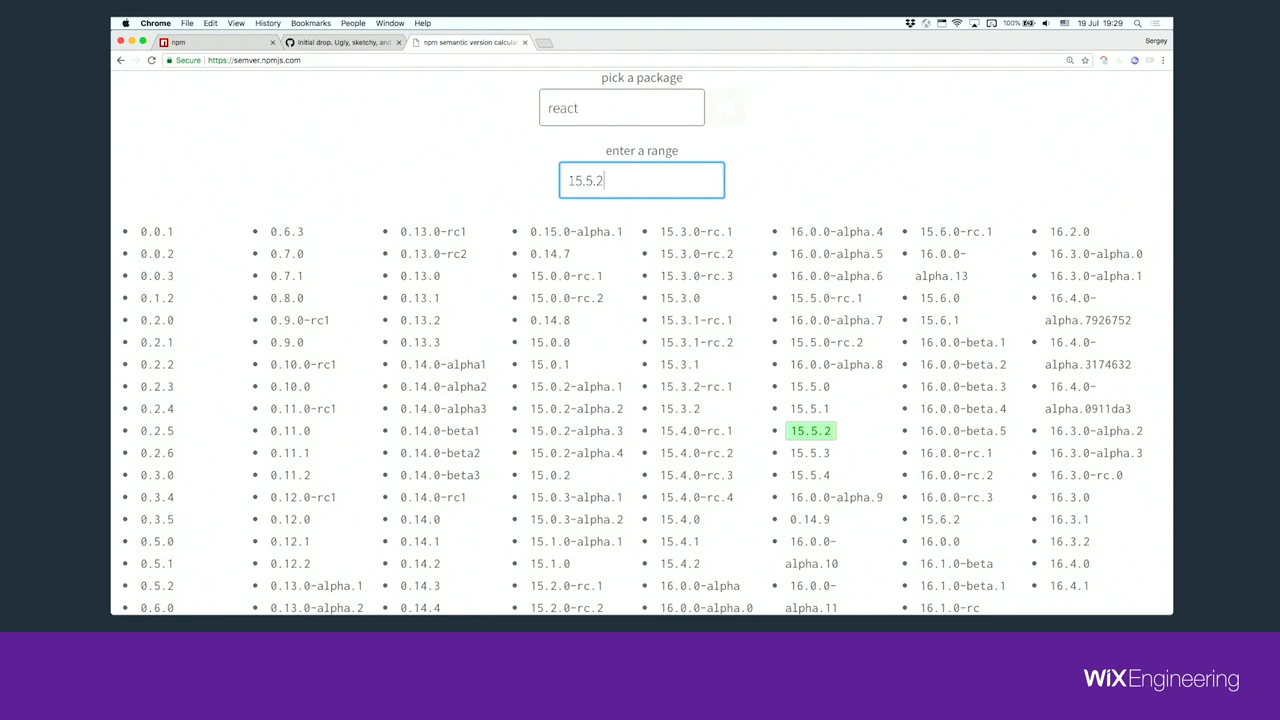 Chrome File Edit View History Bookmarks People Window Help 100% 19 Jul 19:29
npm
Initial drop. Ugly, sketchy, and
npm semantic version calcula
Sergey
Secure https://semver.npmjs.com
pick a package
react
enter a range
15.5.2
0.0.1
0.0.2
0.0.3
0.1.2
0.2.0
0.2.1
0.2.2
0.2.3
0.2.4
0.2.5
0.2.6
0.3.0
0.3.4
0.3.5
0.5.0
0.5.1
0.5.2
0.6.0
0.6.3
0.7.0
0.7.1
0.8.0
0.9.0-rc1
0.9.0
0.10.0-rc1
0.10.0
0.11.0-rc1
0.11.0
0.11.1
0.11.2
0.12.0-rc1
0.12.0
0.12.1
0.12.2
0.13.0-alpha.1
0.13.0-alpha.2
0.13.0-rc1
0.13.0-rc2
0.13.0
0.13.1
0.13.2
0.13.3
0.14.0-alpha1
0.14.0-alpha2
0.14.0-alpha3
0.14.0-beta1
0.14.0-beta2
0.14.0-beta3
0.14.0-rc1
0.14.0
0.14.1
0.14.2
0.14.3
0.14.4
0.15.0-alpha.1
0.14.7
15.0.0-rc.1
15.0.0-rc.2
0.14.8
15.0.0
15.0.1
15.0.2-alpha.1
15.0.2-alpha.2
15.0.2-alpha.3
15.0.2-alpha.4
15.0.2
15.0.3-alpha.1
15.0.3-alpha.2
15.1.0-alpha.1
15.1.0
15.2.0-rc.1
15.2.0-rc.2
15.3.0-rc.1
15.3.0-rc.2
15.3.0-rc.3
15.3.0
15.3.1-rc.1
15.3.1-rc.2
15.3.1
15.3.2-rc.1
15.3.2
15.4.0-rc.1
15.4.0-rc.2
15.4.0-rc.3
15.4.0-rc.4
15.4.0
15.4.1
15.4.2
16.0.0-alpha
16.0.0-alpha.0
16.0.0-alpha.4
16.0.0-alpha.5
16.0.0-alpha.6
15.5.0-rc.1
16.0.0-alpha.7
15.5.0-rc.2
16.0.0-alpha.8
15.5.0
15.5.1
15.5.2
15.5.3
15.5.4
16.0.0-alpha.9
0.14.9
16.0.0-
alpha.10
16.0.0-
alpha.11
15.6.0-rc.1
16.0.0-
alpha.13
15.6.0
15.6.1
16.0.0-beta.1
16.0.0-beta.2
16.0.0-beta.3
16.0.0-beta.4
16.0.0-beta.5
16.0.0-rc.1
16.0.0-rc.2
16.0.0-rc.3
15.6.2
16.0.0
16.1.0-beta
16.1.0-beta.1
16.1.0-rc
16.2.0
16.3.0-alpha.0
16.3.0-alpha.1
16.4.0-
alpha.7926752
16.4.0-
alpha.3174632
16.4.0-
alpha.0911da3
16.3.0-alpha.2
16.3.0-alpha.3
16.3.0-rc.0
16.3.0
16.3.1
16.3.2
16.4.0
16.4.1
WiXEngineering